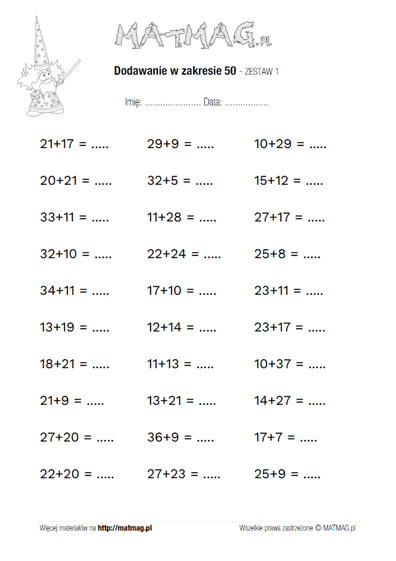 MATMAG.PL
Dodawanie w zakresie 50 - ZESTAW 1
Imię: ...................... Data: .................
21+17 = ..... 29+9 = ..... 10+29 = .....
20+21 = ..... 32+5 = ..... 15+12 = .....
33+11 = ..... 11+28 = ..... 27+17 = .....
32+10 = ..... 22+24 = ..... 25+8 = .....
34+11 = ..... 17+10 = ..... 23+11 = .....
13+19 = ..... 12+14 = ..... 23+17 = .....
18+21 = ..... 11+13 = ..... 10+37 = .....
21+9 = ..... 13+21 = ..... 14+27 = .....
27+20 = ..... 36+9 = ..... 17+7 = .....
22+20 = ..... 27+23 = ..... 25+9 = .....
Więcej materiałów na http://matmag.pl Wszelkie prawa zastrzeżone © MATMAG.pl